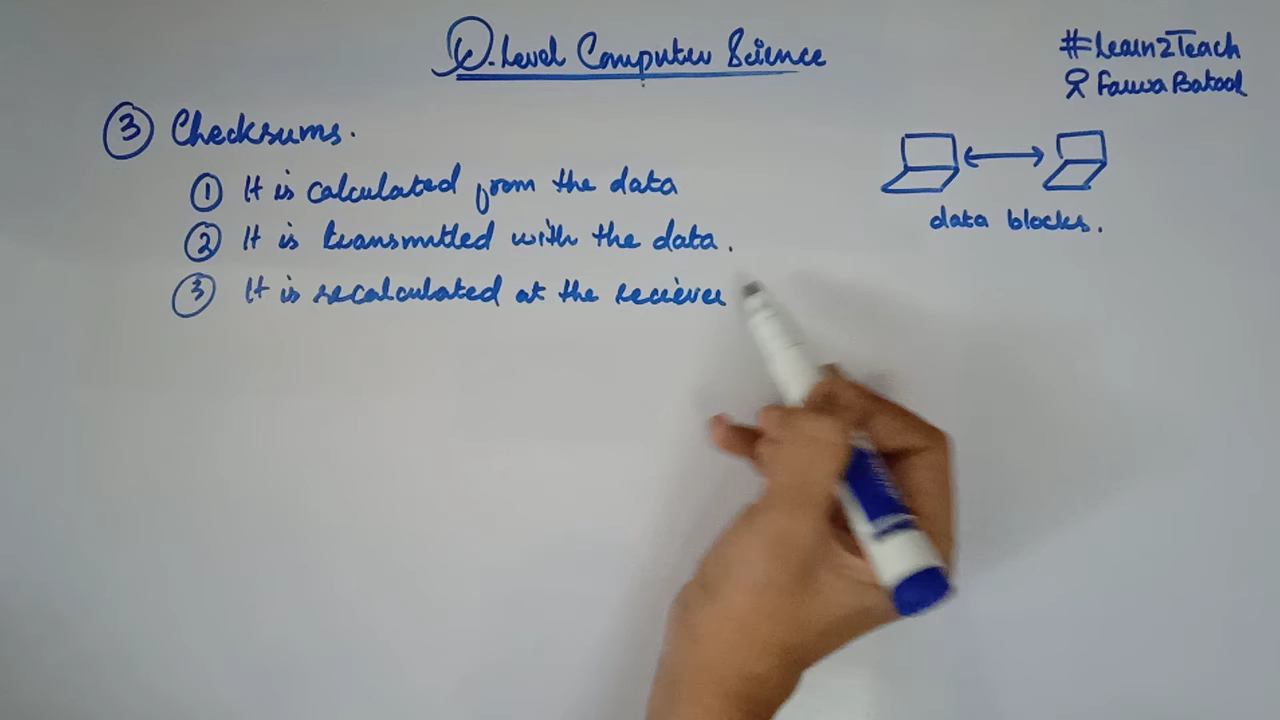 O-Level Computer Science
#Learn2Teach
Farwa Batool
③ Checksums.
① It is calculated from the data
② It is transmitted with the data.
③ It is recalculated at the reciever
data blocks.